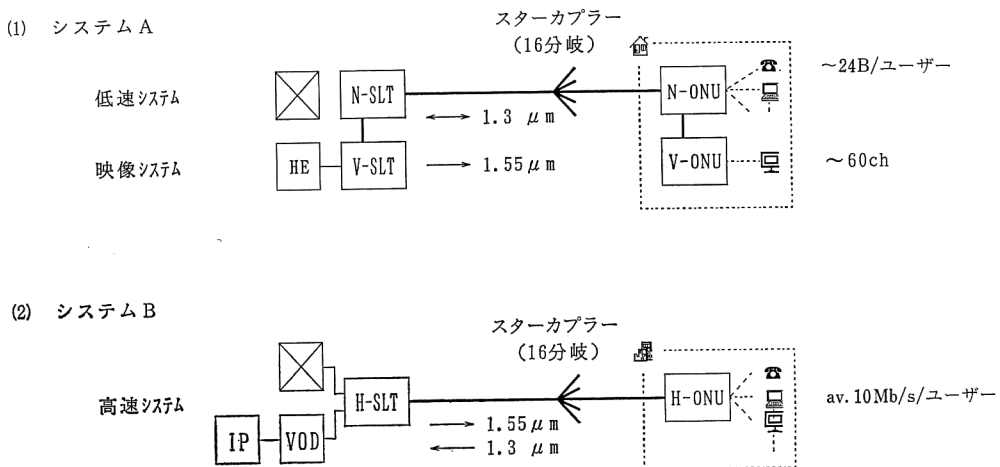 (1) システムA
スターカプラー
(16分岐)
低速システム
N-SLT
1.3 μm
N-ONU
~24B/ユーザー
映像システム
HE
V-SLT
1.55μm
V-ONU
~60ch
(2) システムB
スターカプラー
(16分岐)
高速システム
H-SLT
H-ONU
av.10Mb/s/ユーザー
IP
VOD
1.55μm
1.3 μm